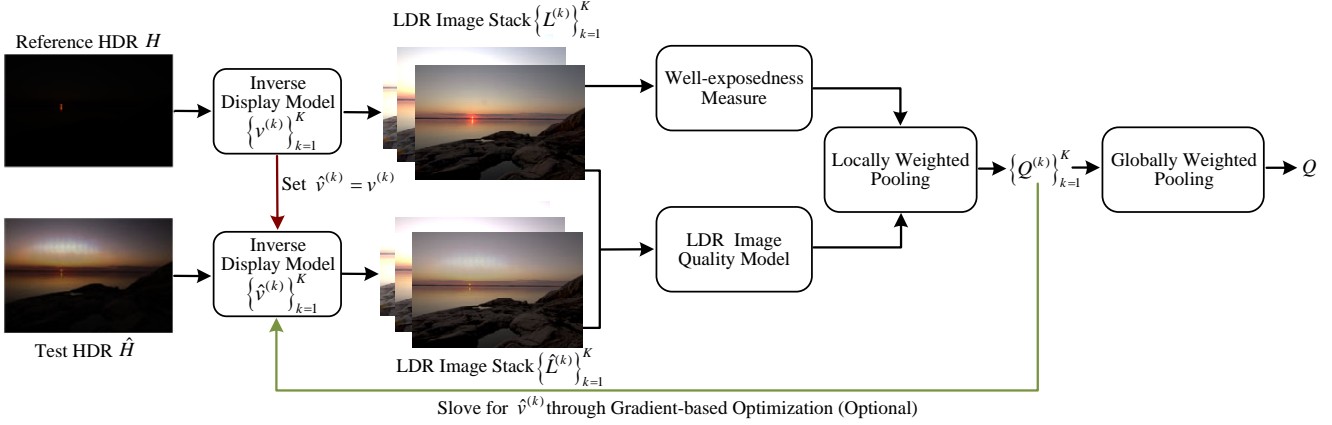 LDR Image Stack {L^{(k)}}_{k=1}^{K}
Reference HDR H
Inverse
Display Model
{v^{(k)}}_{k=1}^{K}
Well-exposedness
Measure
Set v̂^{(k)} = v^{(k)}
Locally Weighted
Pooling
{Q^{(k)}}_{k=1}^{K}
Globally Weighted
Pooling
Q
Inverse
Display Model
{v̂^{(k)}}_{k=1}^{K}
LDR Image
Quality Model
Test HDR Ĥ
LDR Image Stack {L̂^{(k)}}_{k=1}^{K}
Slove for v̂^{(k)} through Gradient-based Optimization (Optional)